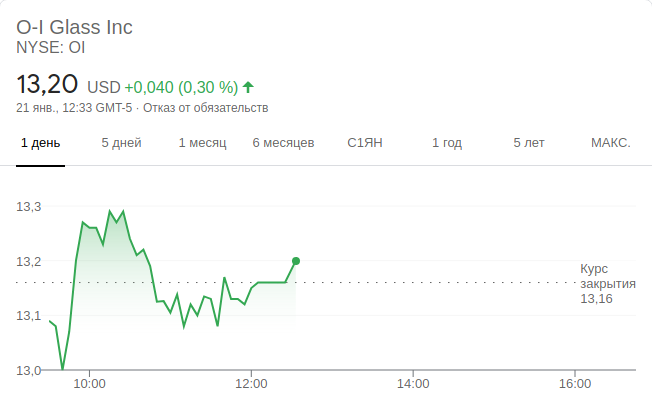 O-I Glass Inc
NYSE: OI
13,20 USD +0,040 (0,30 %)
21 янв., 12:33 GMT-5 · Отказ от обязательств
1 день 5 дней 1 месяц 6 месяцев С1ЯН 1 год 5 лет МАКС.
13,3
13,2
Курс
закрытия
13,16
13,1
13,0
10:00 12:00 14:00 16:00